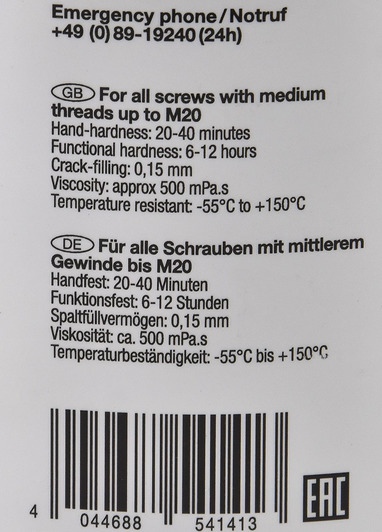 Emergency phone/Notruf
+49 (0) 89-19240 (24h)
GB For all screws with medium
threads up to M20
Hand-hardness: 20-40 minutes
Functional hardness: 6-12 hours
Crack-filling: 0,15 mm
Viscosity: approx 500 mPa.s
Temperature resistant: -55°C to +150°C
DE Für alle Schrauben mit mittlerem
Gewinde bis M20
Handfest: 20-40 Minuten
Funktionsfest: 6-12 Stunden
Spaltfüllvermögen: 0,15 mm
Viskosität: ca. 500 mPa.s
Temperaturbeständigkeit: -55°C bis +150°C
4 044688 541413
EAC